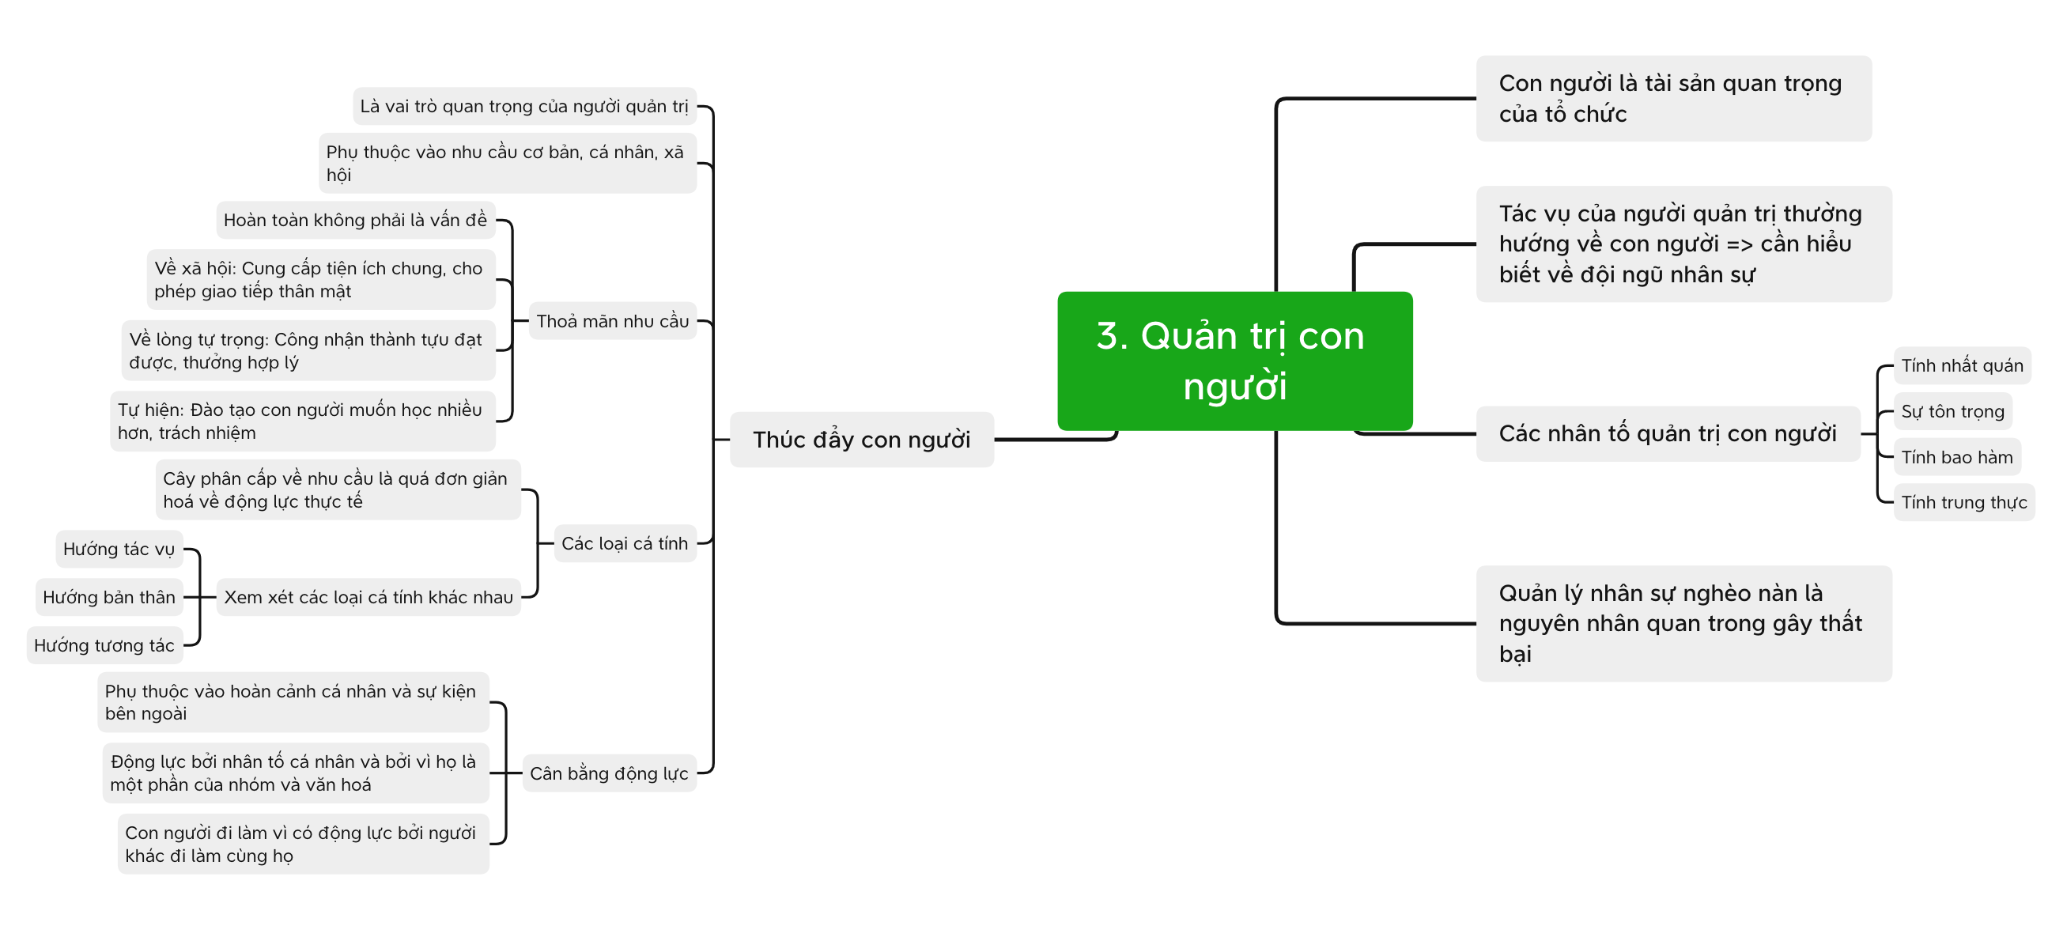 3. Quản trị con
người
Con người là tài sản quan trọng
của tổ chức
Tác vụ của người quản trị thường
hướng về con người => cần hiểu
biết về đội ngũ nhân sự
Các nhân tố quản trị con người
Tính nhất quán
Sự tôn trọng
Tính bao hàm
Tính trung thực
Quản lý nhân sự nghèo nàn là
nguyên nhân quan trong gây thất
bại
Thúc đẩy con người
Là vai trò quan trọng của người quản trị
Phụ thuộc vào nhu cầu cơ bản, cá nhân, xã
hội
Thoả mãn nhu cầu
Hoàn toàn không phải là vấn đề
Về xã hội: Cung cấp tiện ích chung, cho
phép giao tiếp thân mật
Về lòng tự trọng: Công nhận thành tựu đạt
được, thưởng hợp lý
Tự hiện: Đào tạo con người muốn học nhiều
hơn, trách nhiệm
Các loại cá tính
Cây phân cấp về nhu cầu là quá đơn giản
hoá về động lực thực tế
Xem xét các loại cá tính khác nhau
Hướng tác vụ
Hướng bản thân
Hướng tương tác
Cân bằng động lực
Phụ thuộc vào hoàn cảnh cá nhân và sự kiện
bên ngoài
Động lực bởi nhân tố cá nhân và bởi vì họ là
một phần của nhóm và văn hoá
Con người đi làm vì có động lực bởi người
khác đi làm cùng họ